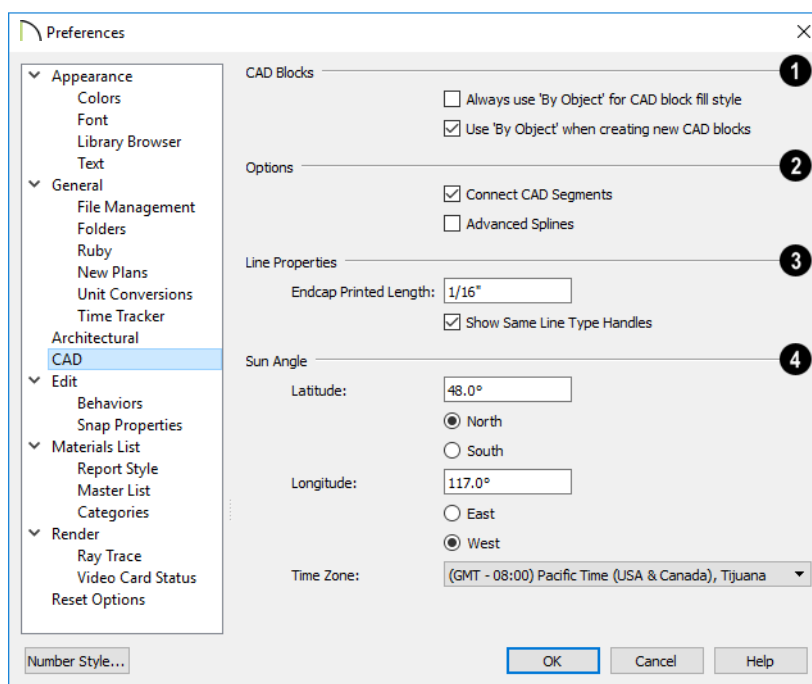 Preferences
Appearance
Colors
Font
Library Browser
Text
General
File Management
Folders
Ruby
New Plans
Unit Conversions
Time Tracker
Architectural
CAD
Edit
Behaviors
Snap Properties
Materials List
Report Style
Master List
Categories
Render
Ray Trace
Video Card Status
Reset Options
CAD Blocks 1
Always use 'By Object' for CAD block fill style
Use 'By Object' when creating new CAD blocks
Options 2
Connect CAD Segments
Advanced Splines
Line Properties 3
Endcap Printed Length: 1/16"
Show Same Line Type Handles
Sun Angle 4
Latitude: 48.0°
North
South
Longitude: 117.0°
East
West
Time Zone: (GMT - 08:00) Pacific Time (USA & Canada), Tijuana
Number Style... OK Cancel Help